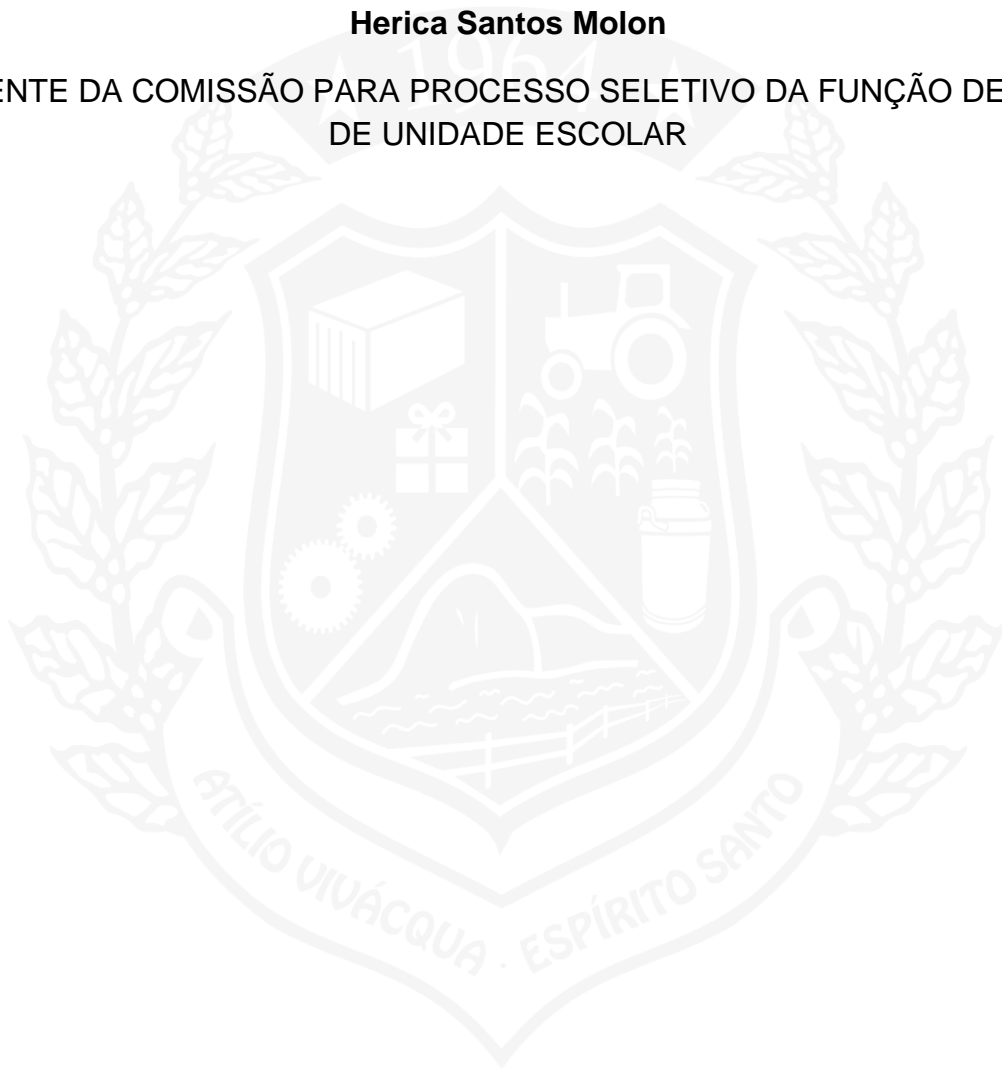 Herica Santos Molon
ENTE DA COMISSÃO PARA PROCESSO SELETIVO DA FUNÇÃO DE
DE UNIDADE ESCOLAR
1964
ATÍLIO VIVÁCQUA · ESPÍRITO SANTO